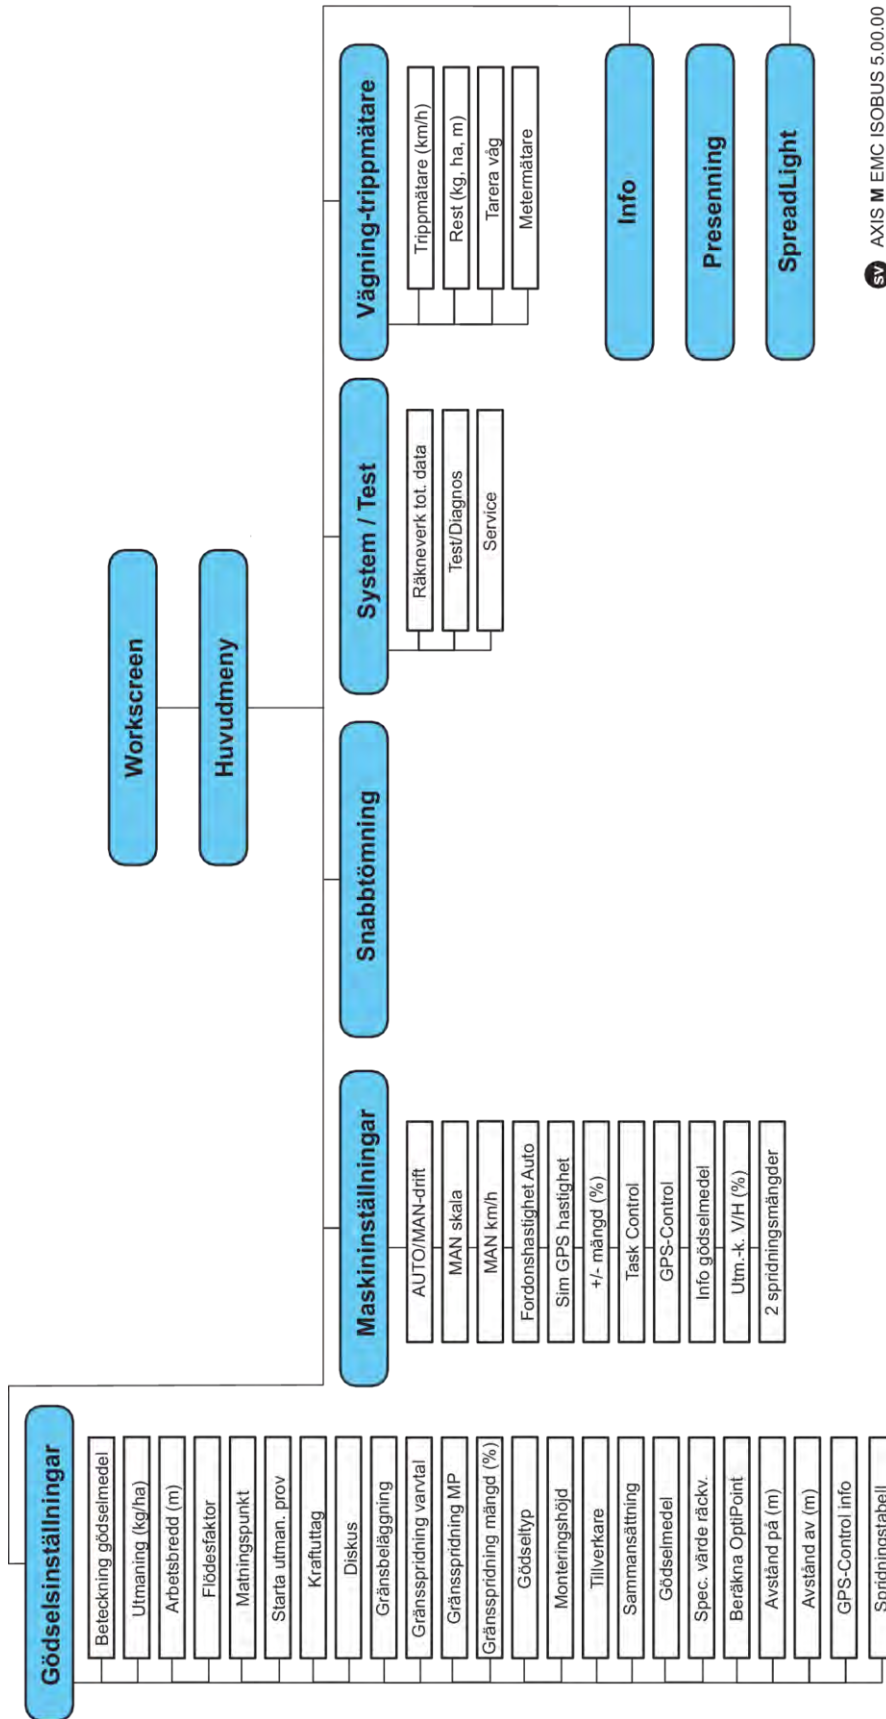 Workscreen
Huvudmeny
Gödselsinställningar
Beteckning gödselmedel
Utmaning (kg/ha)
Arbetsbredd (m)
Flödesfaktor
Matningspunkt
Starta utman. prov
Kraftuttag
Diskus
Gränsbeläggning
Gränsspridning varvtal
Gränsspridning MP
Gränsspridning mängd (%)
Gödseltyp
Monteringshöjd
Tillverkare
Sammansättning
Gödselmedel
Spec. värde räckv.
Beräkna OptiPoint
Avstånd på (m)
Avstånd av (m)
GPS-Control info
Spridningstabell
Maskininställningar
AUTO/MAN-drift
MAN skala
MAN km/h
Fordonshastighet Auto
Sim GPS hastighet
+/- mängd (%)
Task Control
GPS-Control
Info gödselmedel
Utm.-k. V/H (%)
2 spridningsmängder
Snabbtömning
System / Test
Räkneverk tot. data
Test/Diagnos
Service
Vägning-trippmätare
Trippmätare (km/h)
Rest (kg, ha, m)
Tarera våg
Metermätare
Info
Presenning
SpreadLight
sv AXIS M EMC ISOBUS 5.00.00